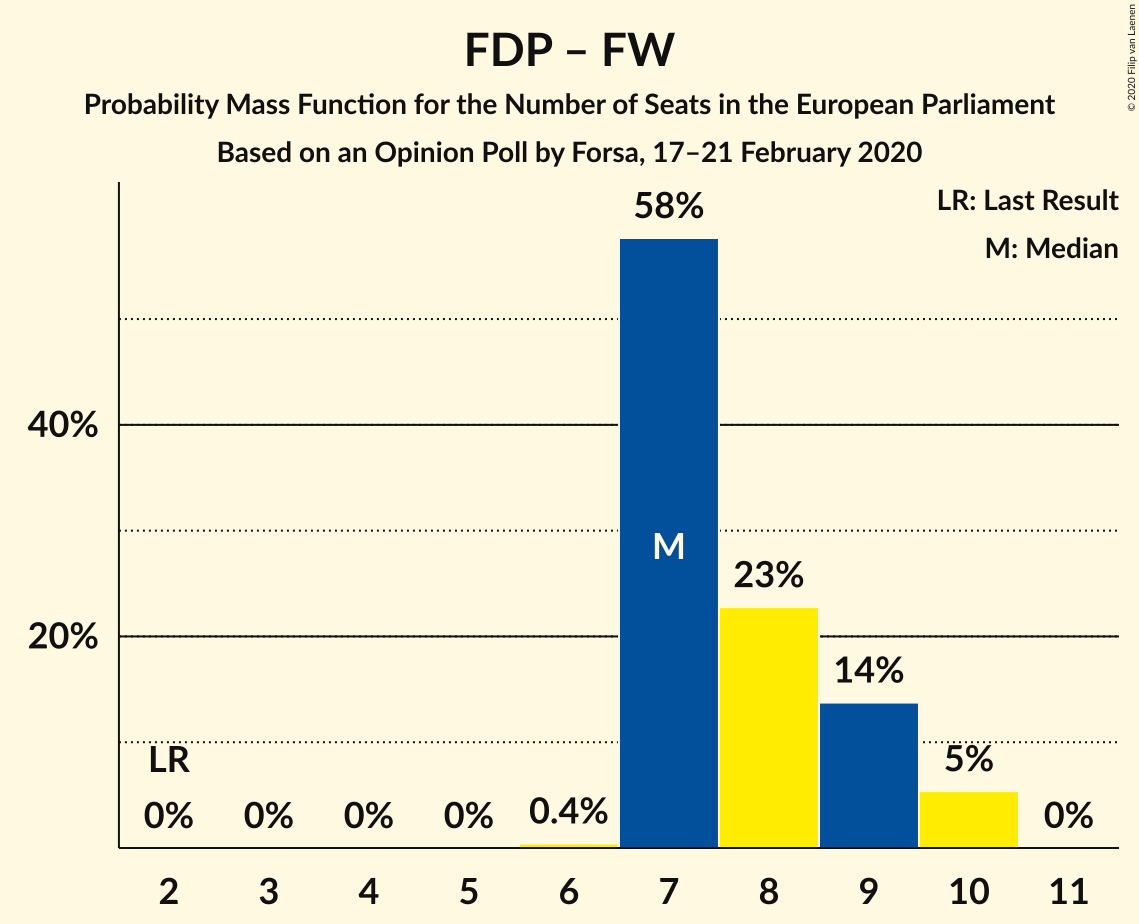 FDP – FW
Probability Mass Function for the Number of Seats in the European Parliament
Based on an Opinion Poll by Forsa, 17–21 February 2020
© 2020 Filip van Laenen
LR: Last Result
M: Median
58%
40%
M
23%
20%
14%
LR
5%
0%
0%
0%
0%
0.4%
0%
2
3
4
5
6
7
8
9
10
11